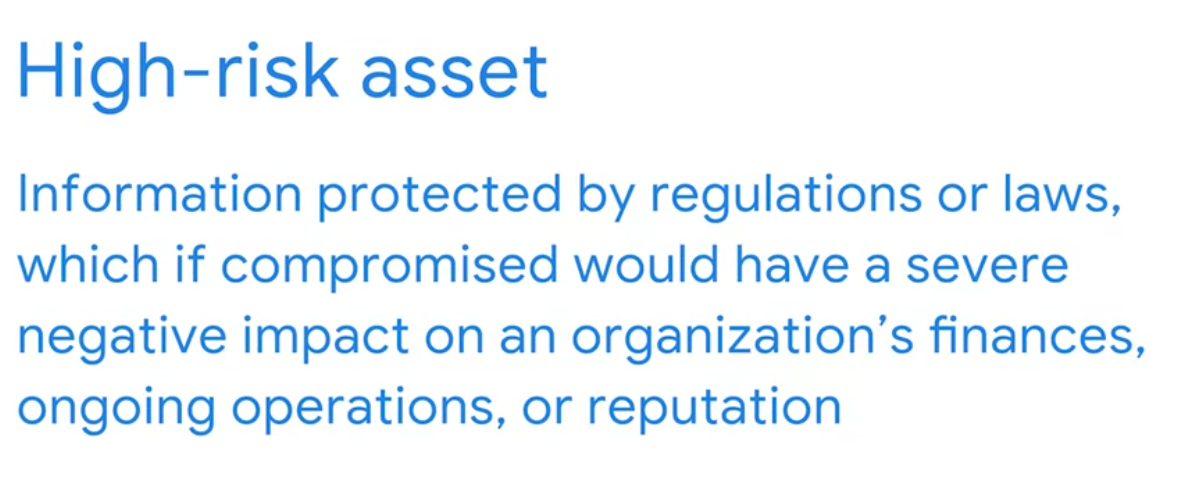 High-risk asset
Information protected by regulations or laws,
which if compromised would have a severe
negative impact on an organization’s finances,
ongoing operations, or reputation